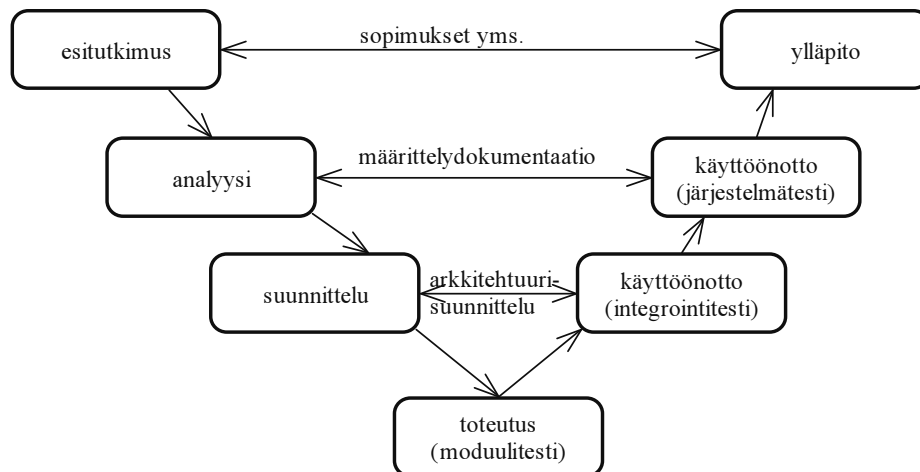 esitutkimus
sopimukset yms.
ylläpito
analyysi
määrittelydokumentaatio
käyttöönotto
(järjestelmätesti)
suunnittelu
arkkitehtuuri-
suunnittelu
käyttöönotto
(integrointitesti)
toteutus
(moduulitesti)